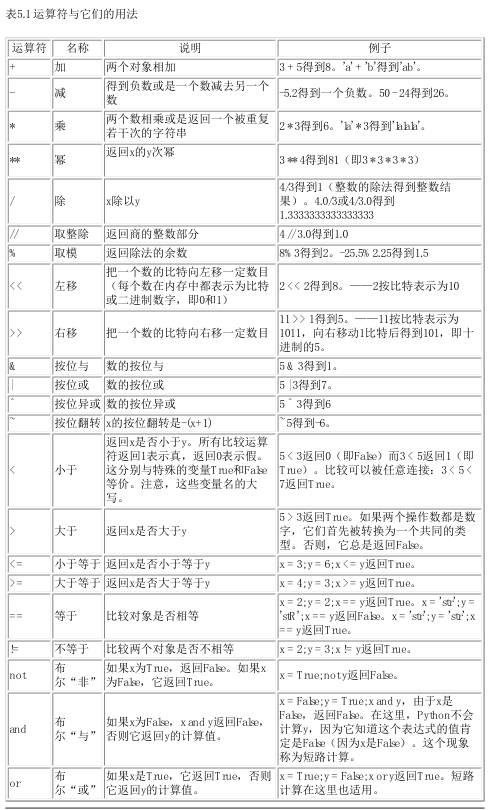 表5.1 运算符与它们的用法
运算符 名称 说明 例子
+ 加 两个对象相加 3 + 5得到8。'a' + 'b'得到'ab'。
- 减 得到负数或是一个数减去另一个
数 -5.2得到一个负数。50 - 24得到26。
* 乘 两个数相乘或是返回一个被重复
若干次的字符串 2 * 3得到6。'la' * 3得到'lalala'。
** 幂 返回x的y次幂 3 ** 4得到81（即3 * 3 * 3 * 3）
/ 除 x除以y 4/3得到1（整数的除法得到整数结
果）。4.0/3或4/3.0得到
1.3333333333333333
// 取整除 返回商的整数部分 4 // 3.0得到1.0
% 取模 返回除法的余数 8% 3得到2。-25.5% 2.25得到1.5
<< 左移 把一个数的比特向左移一定数目
（每个数在内存中都表示为比特
或二进制数字，即0和1） 2 << 2得到8。——2按比特表示为10
>> 右移 把一个数的比特向右移一定数目 11 >> 1得到5。——11按比特表示为
1011，向右移动1比特后得到101，即十
进制的5。
& 按位与 数的按位与 5 & 3得到1。
| 按位或 数的按位或 5 | 3得到7。
^ 按位异或 数的按位异或 5 ^ 3得到6
~ 按位翻转 x的按位翻转是-(x+1) ~5得到-6。
< 小于 返回x是否小于y。所有比较运算
符返回1表示真，返回0表示假。
这分别与特殊的变量True和False
等价。注意，这些变量名的大
写。 5 < 3返回0（即False）而3 < 5返回1（即
True）。比较可以被任意连接：3 < 5 <
7返回True。
> 大于 返回x是否大于y 5 > 3返回True。如果两个操作数都是数
字，它们首先被转换为一个共同的类
型。否则，它总是返回False。
<= 小于等于 返回x是否小于等于y x = 3; y = 6; x <= y返回True。
>= 大于等于 返回x是否大于等于y x = 4; y = 3; x >= y返回True。
== 等于 比较对象是否相等 x = 2; y = 2; x == y返回True。x = 'str'; y =
'stR'; x == y返回False。x = 'str'; y = 'str'; x
== y返回True。
!= 不等于 比较两个对象是否不相等 x = 2; y = 3; x != y返回True。
not 布
尔“非” 如果x为True，返回False。如果x
为False，它返回True。 x = True; not y返回False。
and 布
尔“与” 如果x为False，x and y返回False，
否则它返回y的计算值。 x = False; y = True; x and y，由于x是
False，返回False。在这里，Python不会
计算y，因为它知道这个表达式的值肯
定是False（因为x是False）。这个现象
称为短路计算。
or 布
尔“或” 如果x是True，它返回True，否则
它返回y的计算值。 x = True; y = False; x or y返回True。短路
计算在这里也适用。